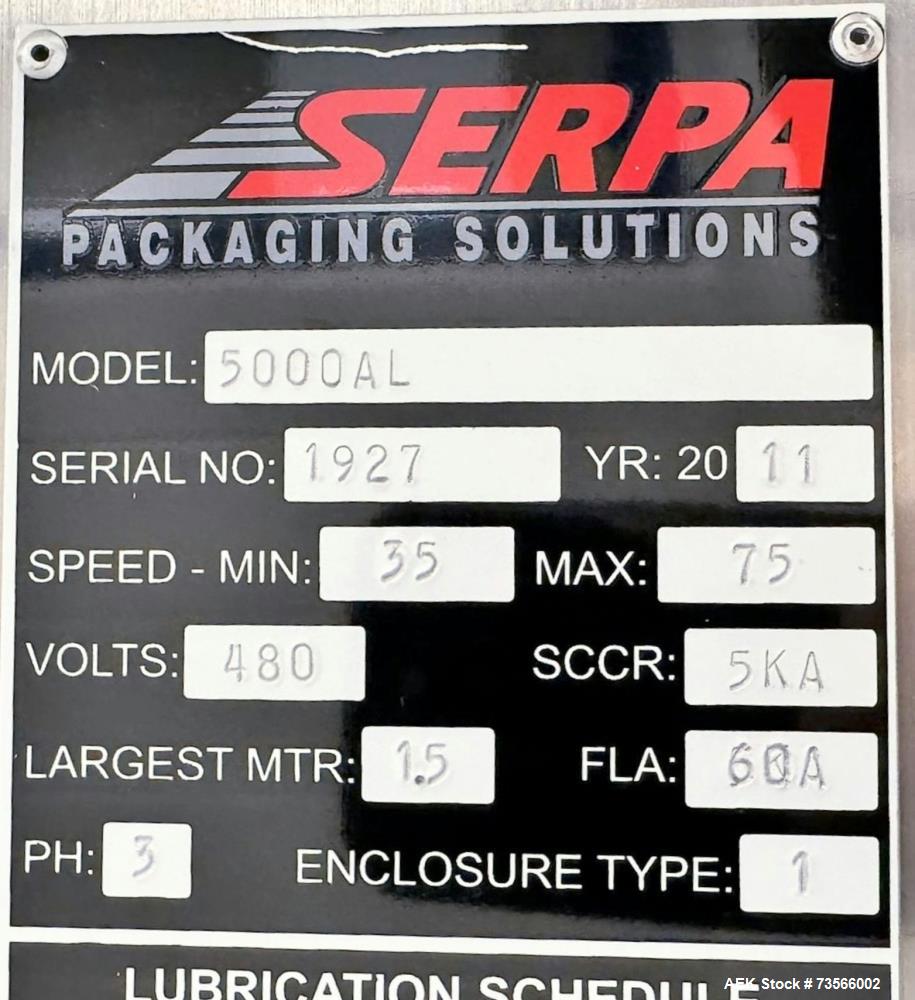 SERPA
PACKAGING SOLUTIONS
MODEL: 5000AL
SERIAL NO: 1927 YR: 20 11
SPEED - MIN: 35 MAX: 75
VOLTS: 480 SCCR: 5KA
LARGEST MTR: 1.5 FLA:
PH: 3 ENCLOSURE TYPE: 1
LUBRICATION SCHEDULE
AEK Stock # 73566002